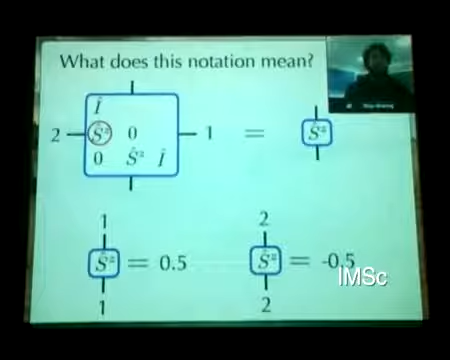 What does this notation mean?
Î
2 Ŝᶻ 0 1 = Ŝᶻ
0 Ŝᶻ Î
1 2
Ŝᶻ = 0.5 Ŝᶻ = -0.5
1 2
IMSc